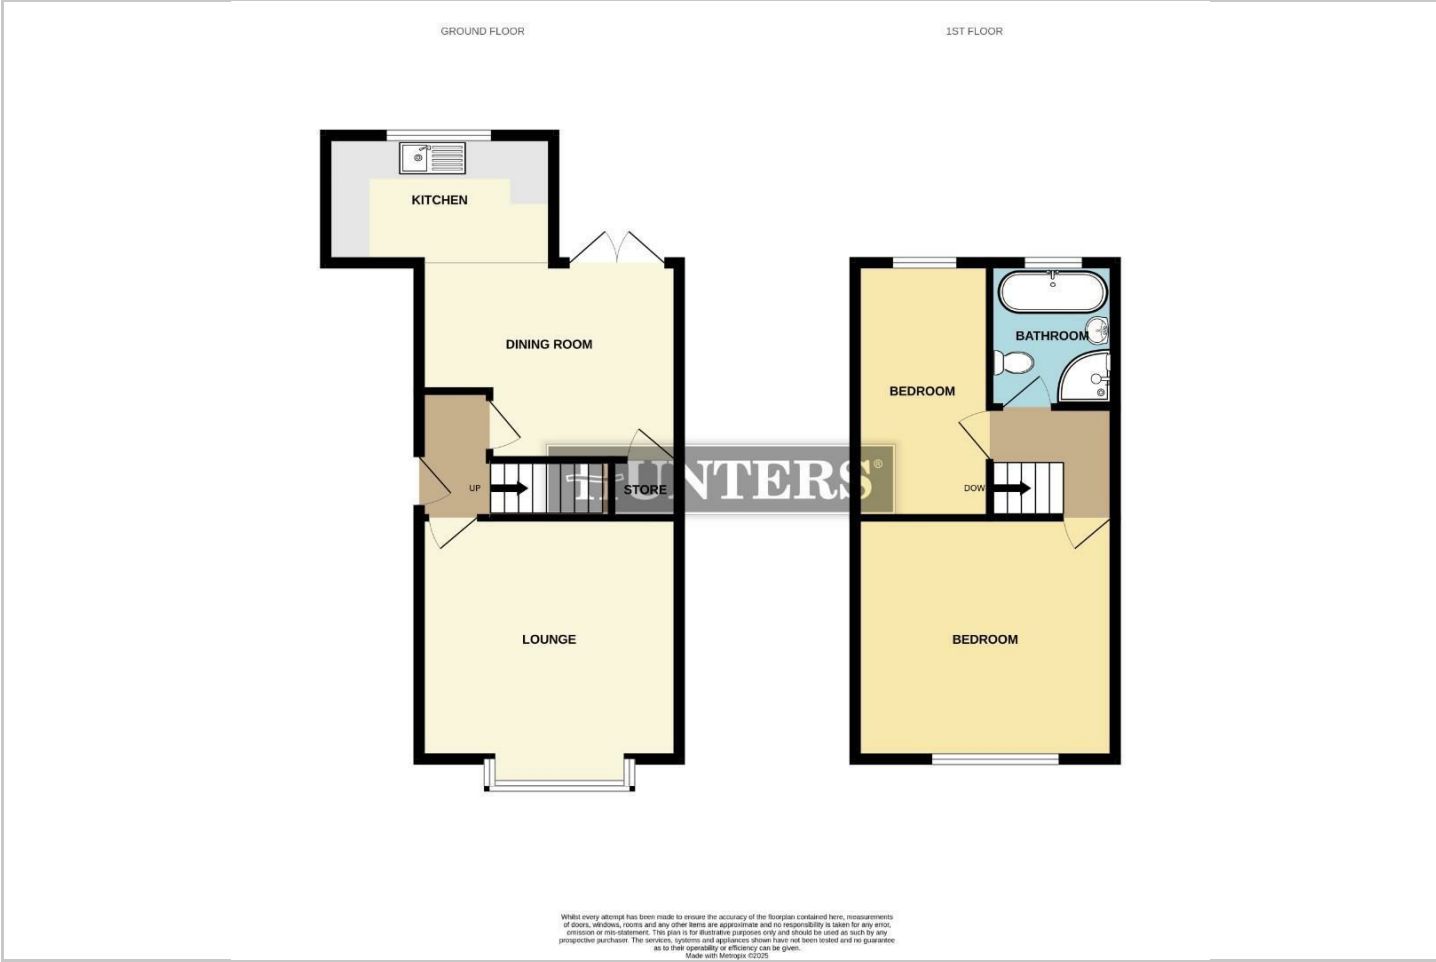 GROUND FLOOR
1ST FLOOR
KITCHEN
DINING ROOM
BATHROOM
BEDROOM
UP
STORE
DOW
HUNTERS®
LOUNGE
BEDROOM
Whilst every attempt has been made to ensure the accuracy of the floorplan contained here, measurements
of doors, windows, rooms and any other items are approximate and no responsibility is taken for any error,
omission or mis-statement. This plan is for illustrative purposes only and should be used as such by any
prospective purchaser. The services, systems and appliances shown have not been tested and no guarantee
as to their operability or efficiency can be given.
Made with Metropix ©2025